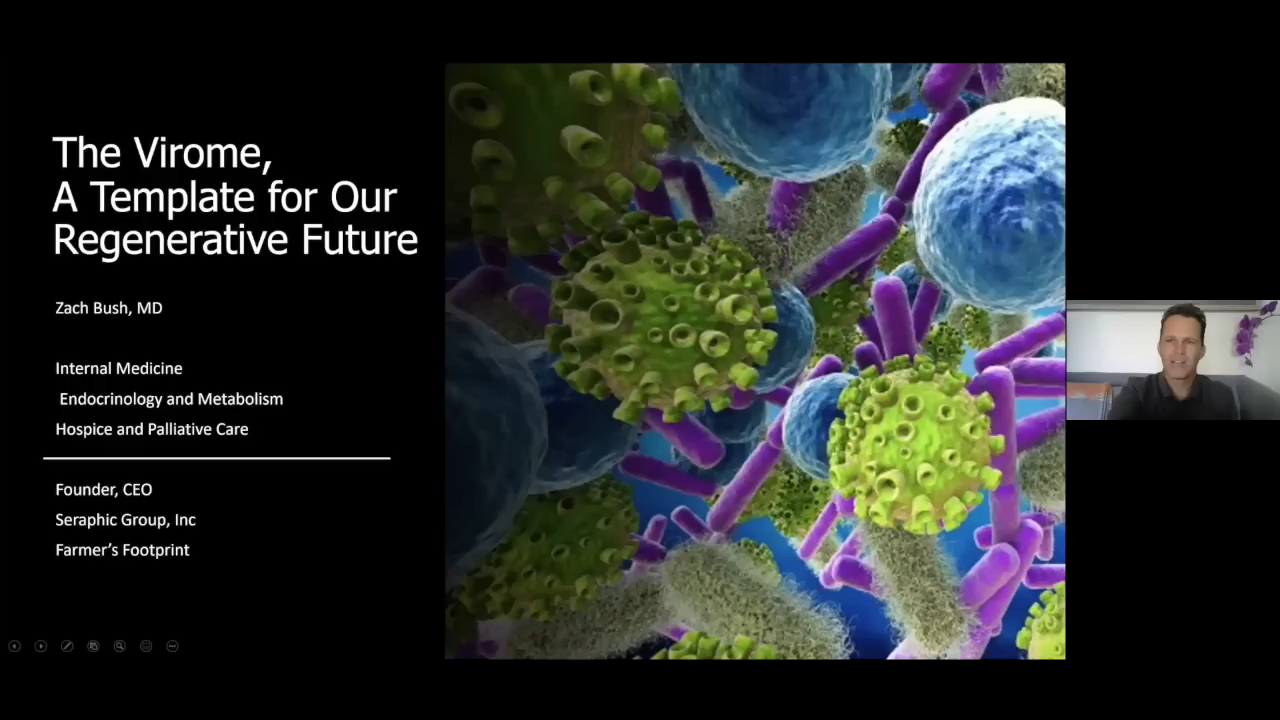 The Virome,
A Template for Our
Regenerative Future
Zach Bush, MD
Internal Medicine
Endocrinology and Metabolism
Hospice and Palliative Care
Founder, CEO
Seraphic Group, Inc
Farmer’s Footprint